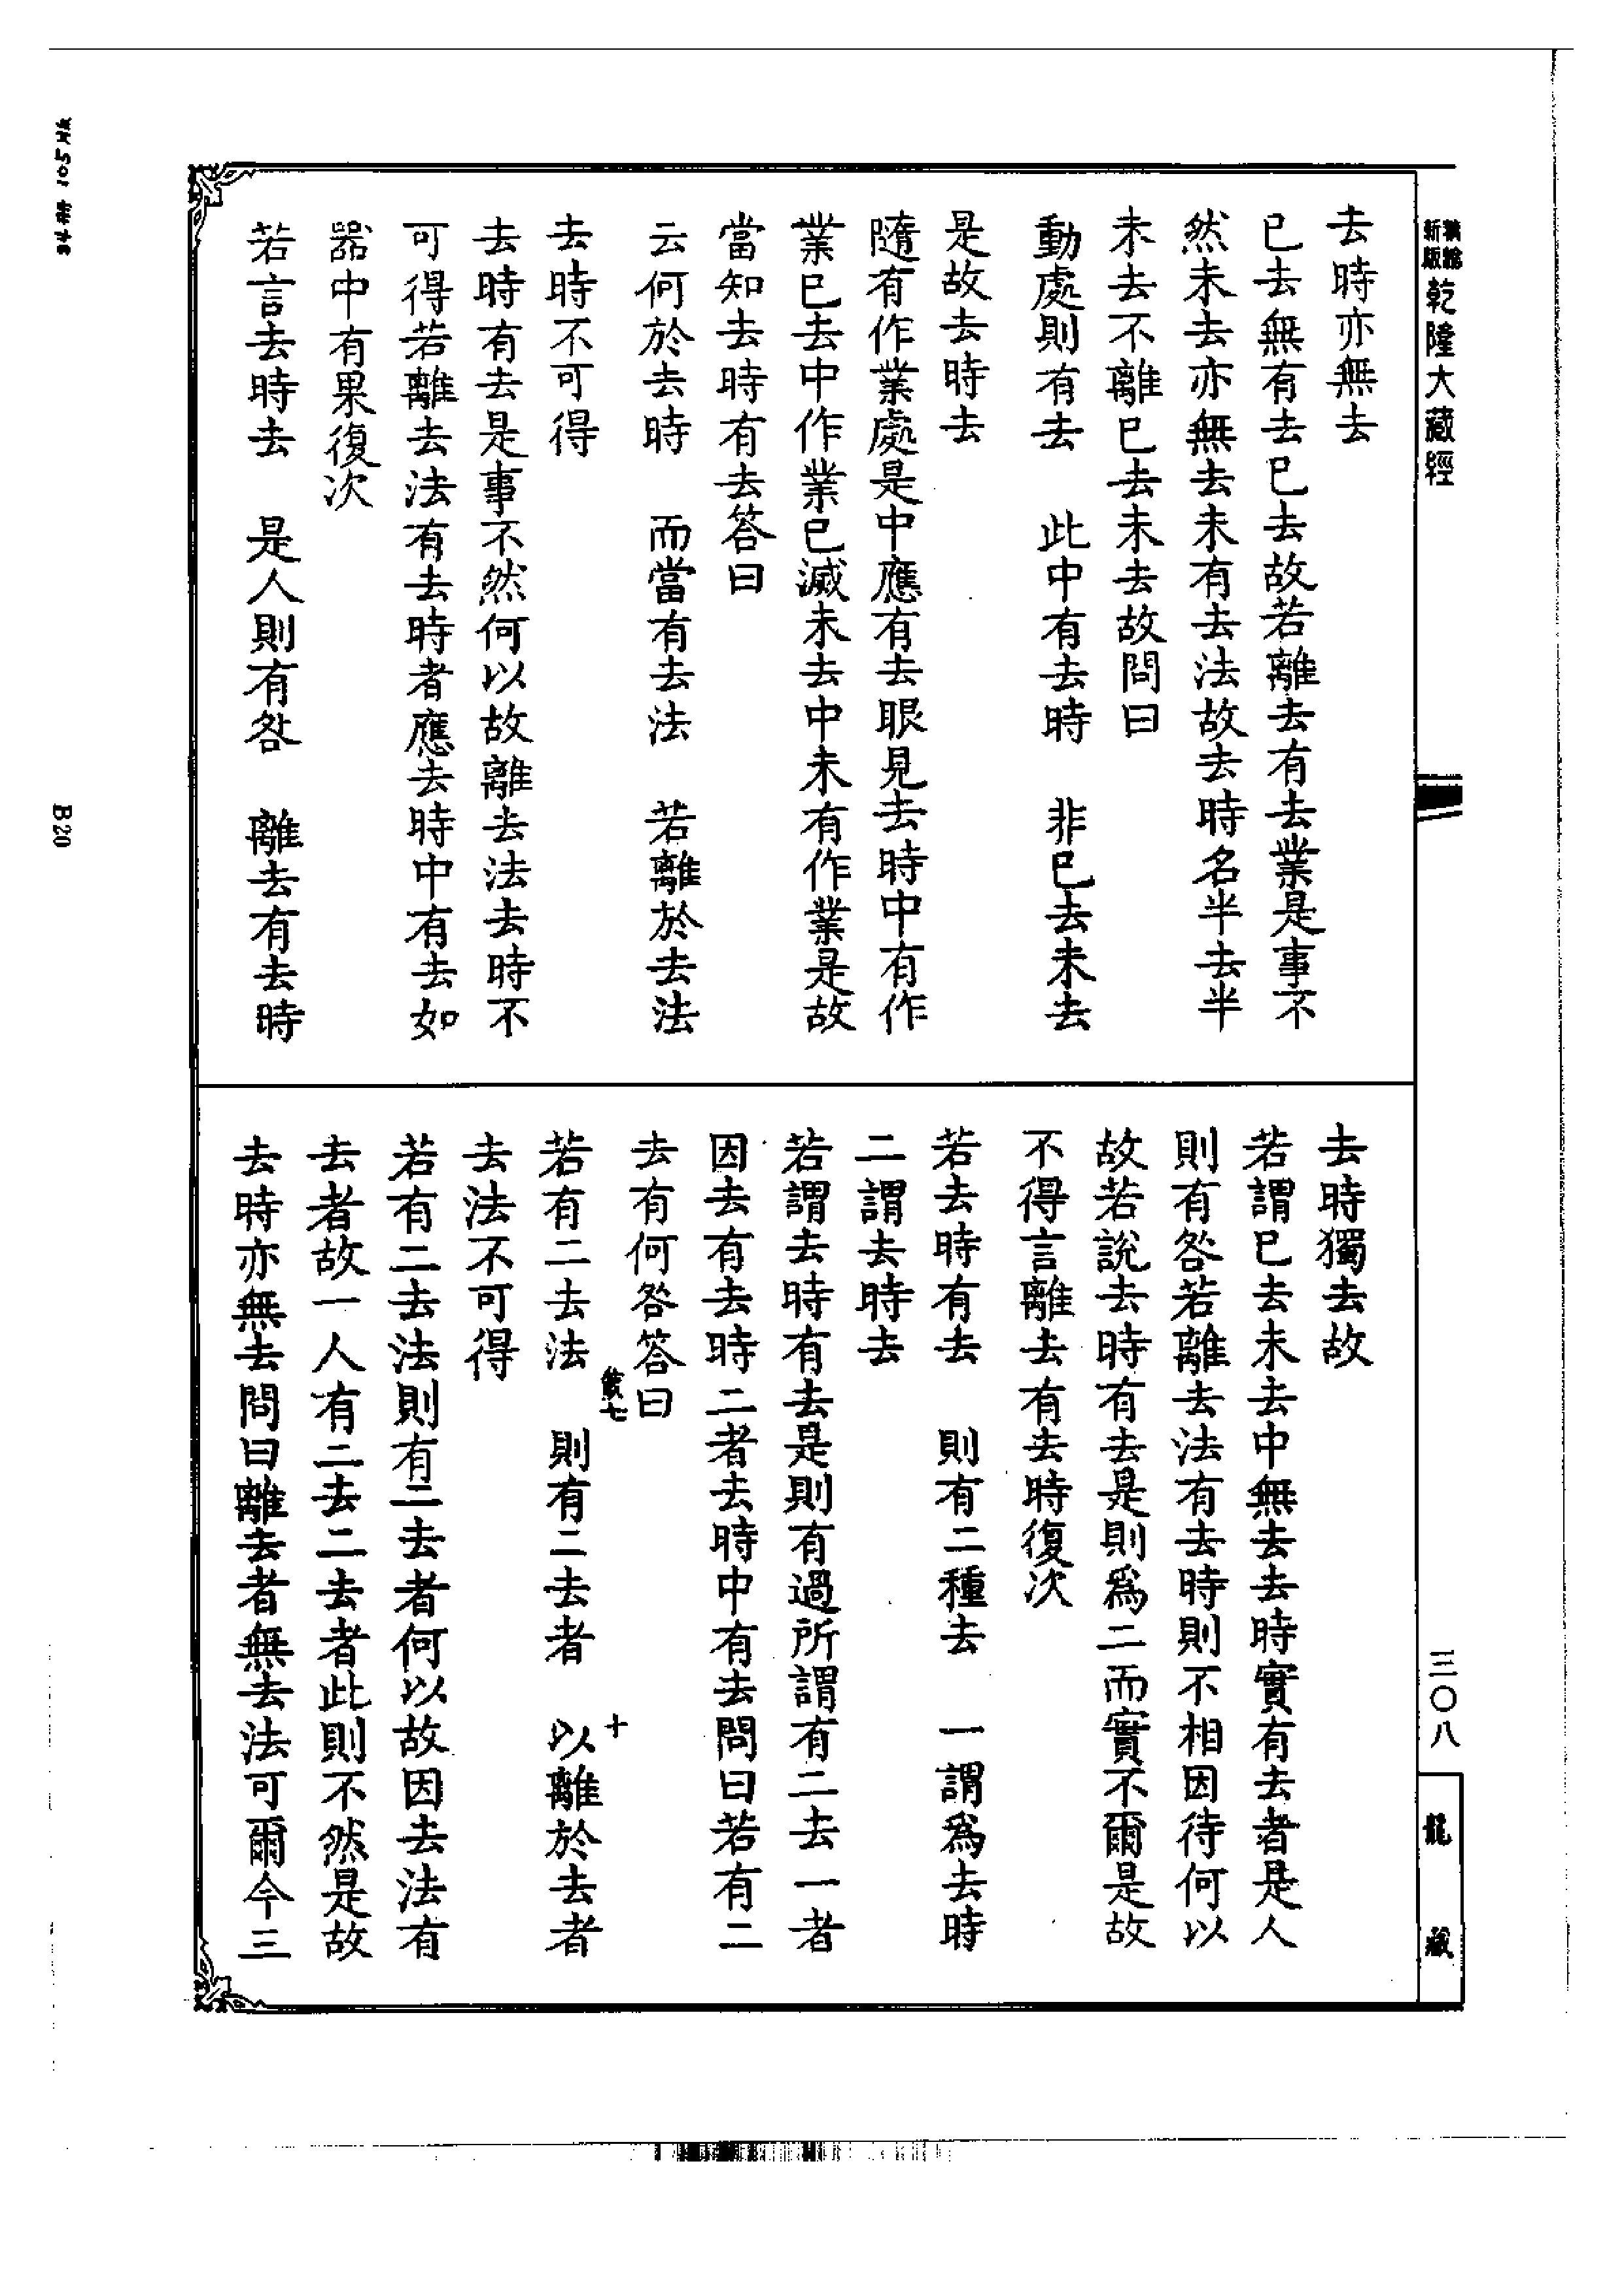 新版
乾隆大藏經
三〇八
龍藏
去時亦無去
已去無有去已去故若離去有去業是事不
然未去亦無去未有去法故去時名半去半
未去不離已去未去故問曰
動處則有去　此中有去時　非已去未去
是故去時去
隨有作業處是中應有去眼見去時中有作
業已去中作業已滅未去中未有作業是故
當知去時有去答曰
云何於去時　而當有去法　若離於去法
去時不可得
去時有去是事不然何以故離去法去時不
可得若離去法有去時者應去時中有去如
器中有果復次
若言去時去　是人則有咎　離去有去時
去時獨去故
若謂已去未去中無去去時實有去者是人
則有咎若離去法有去時則不相因待何以
故若說去時有去是則為二而實不爾是故
不得言離去有去時復次
若去時有去　則有二種去　一謂為去時
二謂去時去
若謂去時有去是則有過所謂有二去一者
因去有去時二者去時中有去問曰若有二
去有何咎答曰
若有二去法　則有二去者　以離於去者
去法不可得
若有二去法則有二去者何以故因去法有
去者故一人有二去二去者此則不然是故
去時亦無去問曰離去者無去法可爾今三
十
B20